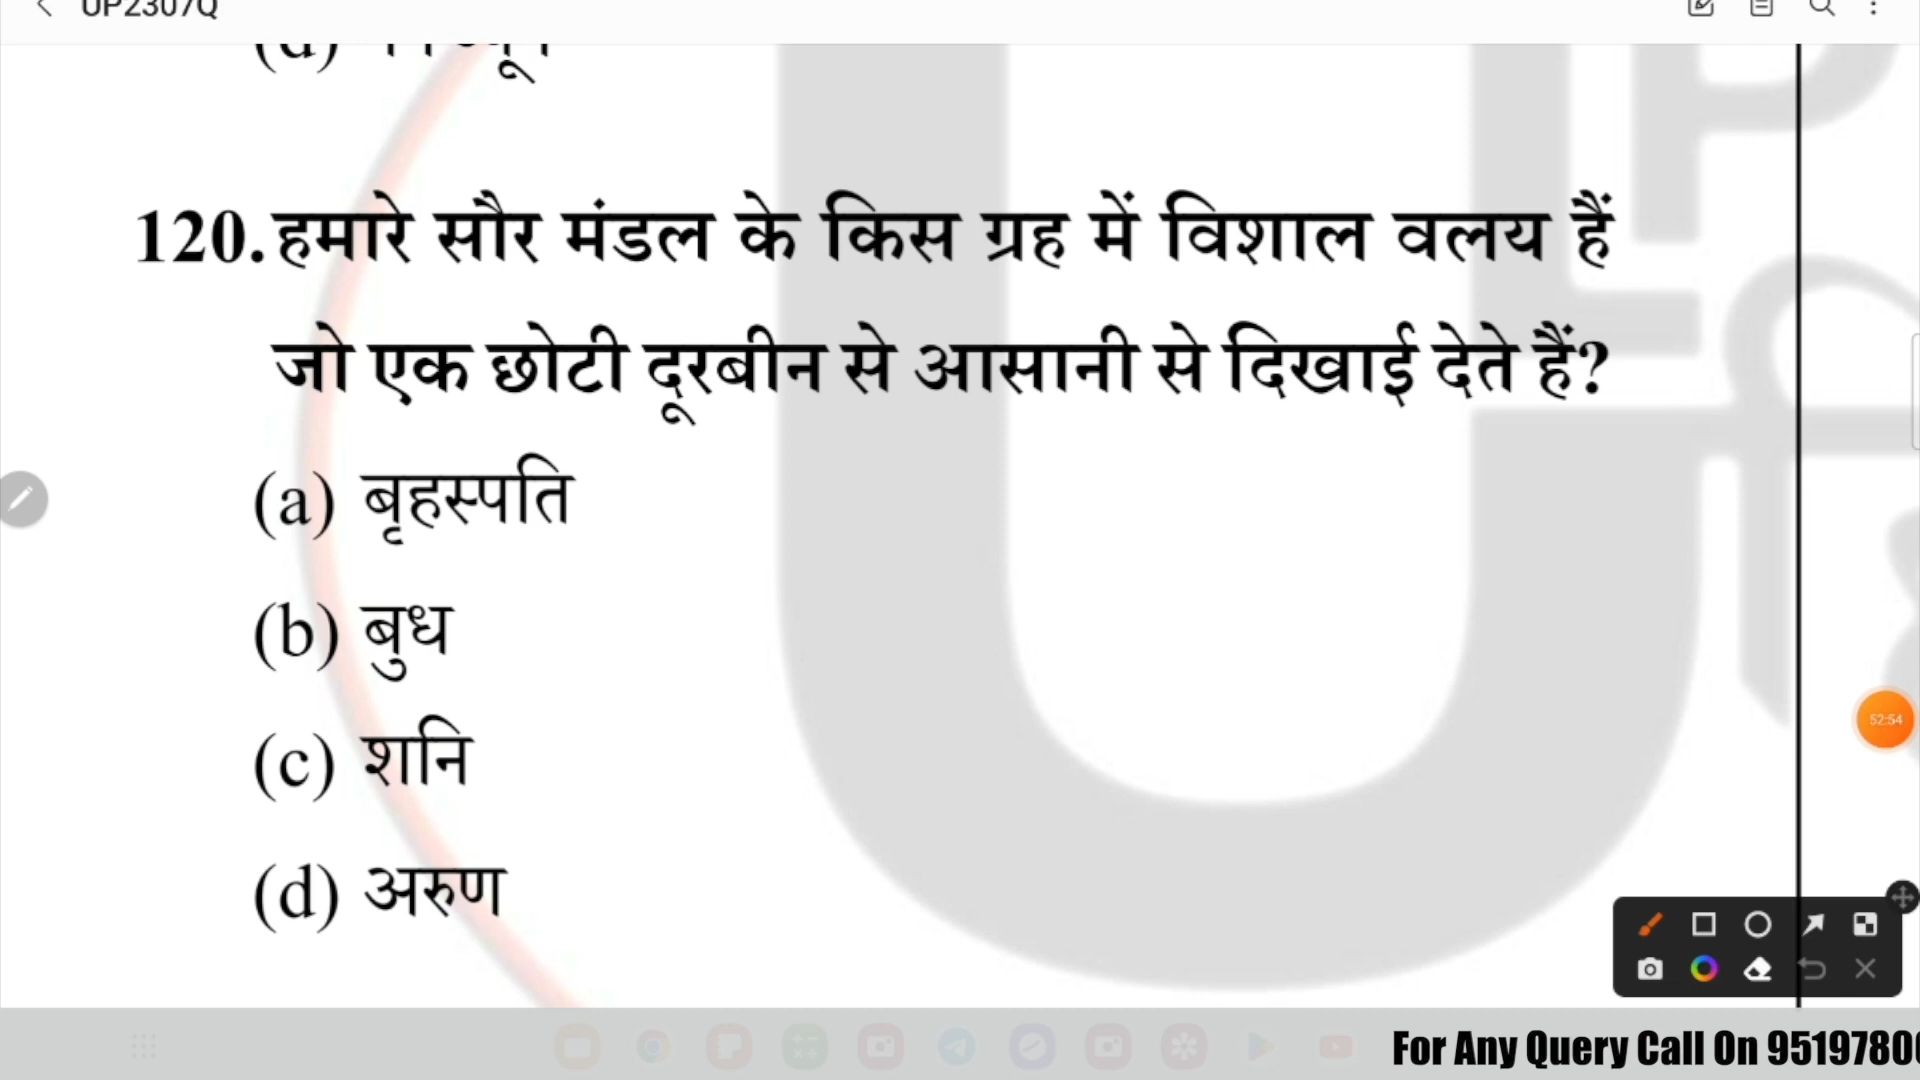 UP2307Q
120. हमारे सौर मंडल के किस ग्रह में विशाल वलय हैं
जो एक छोटी दूरबीन से आसानी से दिखाई देते हैं?
(a) बृहस्पति
(b) बुध
(c) शनि
(d) अरुण
52:54
For Any Query Call On 9519780